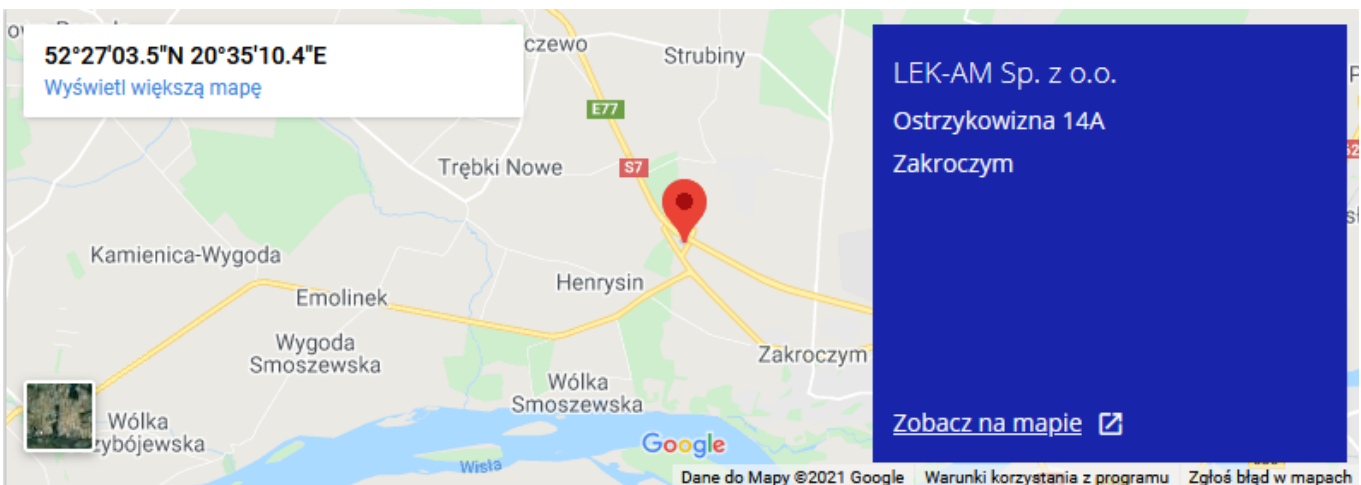 52°27'03.5"N 20°35'10.4"E
Wyświetl większą mapę
czewo
Strubiny
E77
Trębki Nowe
S7
Kamienica-Wygoda
Henrysin
Emolinek
Wygoda
Smoszewska
Zakroczym
Wólka
Smoszewska
Wólka
zybójewska
Wisła
Google
LEK-AM Sp. z o.o.
Ostrzykowizna 14A
Zakroczym
Zobacz na mapie
Dane do Mapy ©2021 Google
Warunki korzystania z programu
Zgłoś błąd w mapach